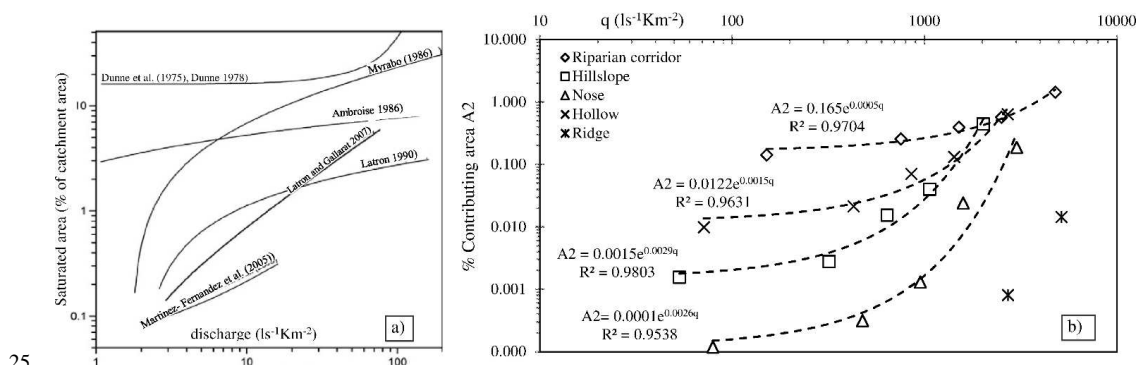 Saturated area (% of catchment area)
10
1
0.1
Dunne et al. (1975), Dunne 1978)
Myrabo (1986)
Ambroise 1986)
Latron and Gallarat 2007)
Latron 1990)
Martinez- Fernandez et al. (2005))
discharge (ls⁻¹Km⁻²)
a)
1 10 100
q (ls⁻¹Km⁻²)
10 100 1000 10000
% Contributing area A2
10.000
1.000
0.100
0.010
0.001
0.000
Riparian corridor
Hillslope
Nose
Hollow
Ridge
A2 = 0.165e^0.0005q
R² = 0.9704
A2 = 0.0122e^0.0015q
R² = 0.9631
A2 = 0.0015e^0.0029q
R² = 0.9803
A2= 0.0001e^0.0026q
R² = 0.9538
b)
25